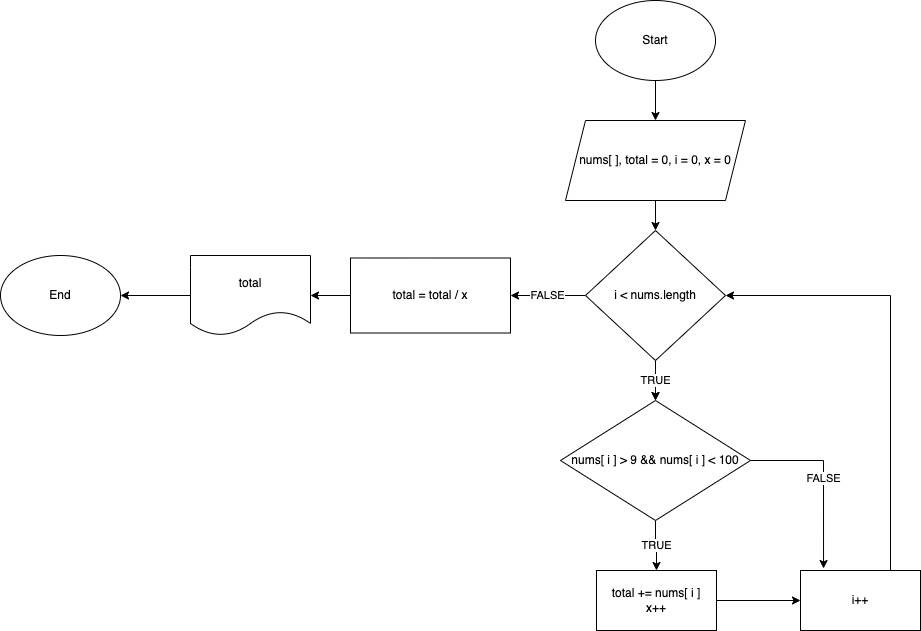 Start
nums[ ], total = 0, i = 0, x = 0
i < nums.length
FALSE
total = total / x
total
End
TRUE
nums[ i ] > 9 && nums[ i ] < 100
FALSE
TRUE
total += nums[ i ]
x++
i++